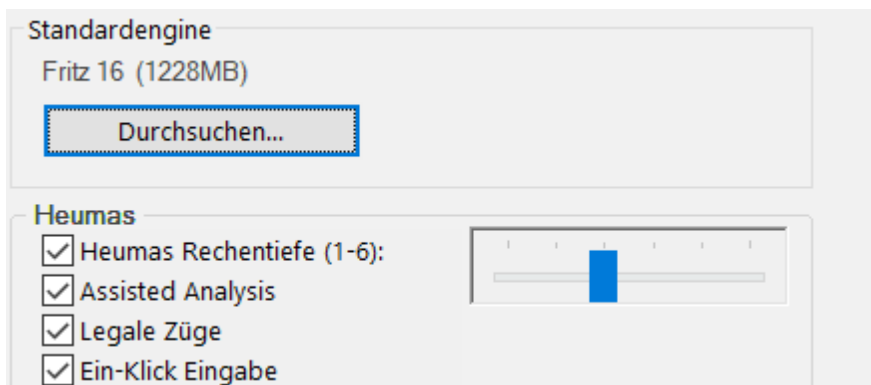 Standardengine
Fritz 16 (1228MB)
Durchsuchen...
Heumas
Heumas Rechentiefe (1-6):
Assisted Analysis
Legale Züge
Ein-Klick Eingabe